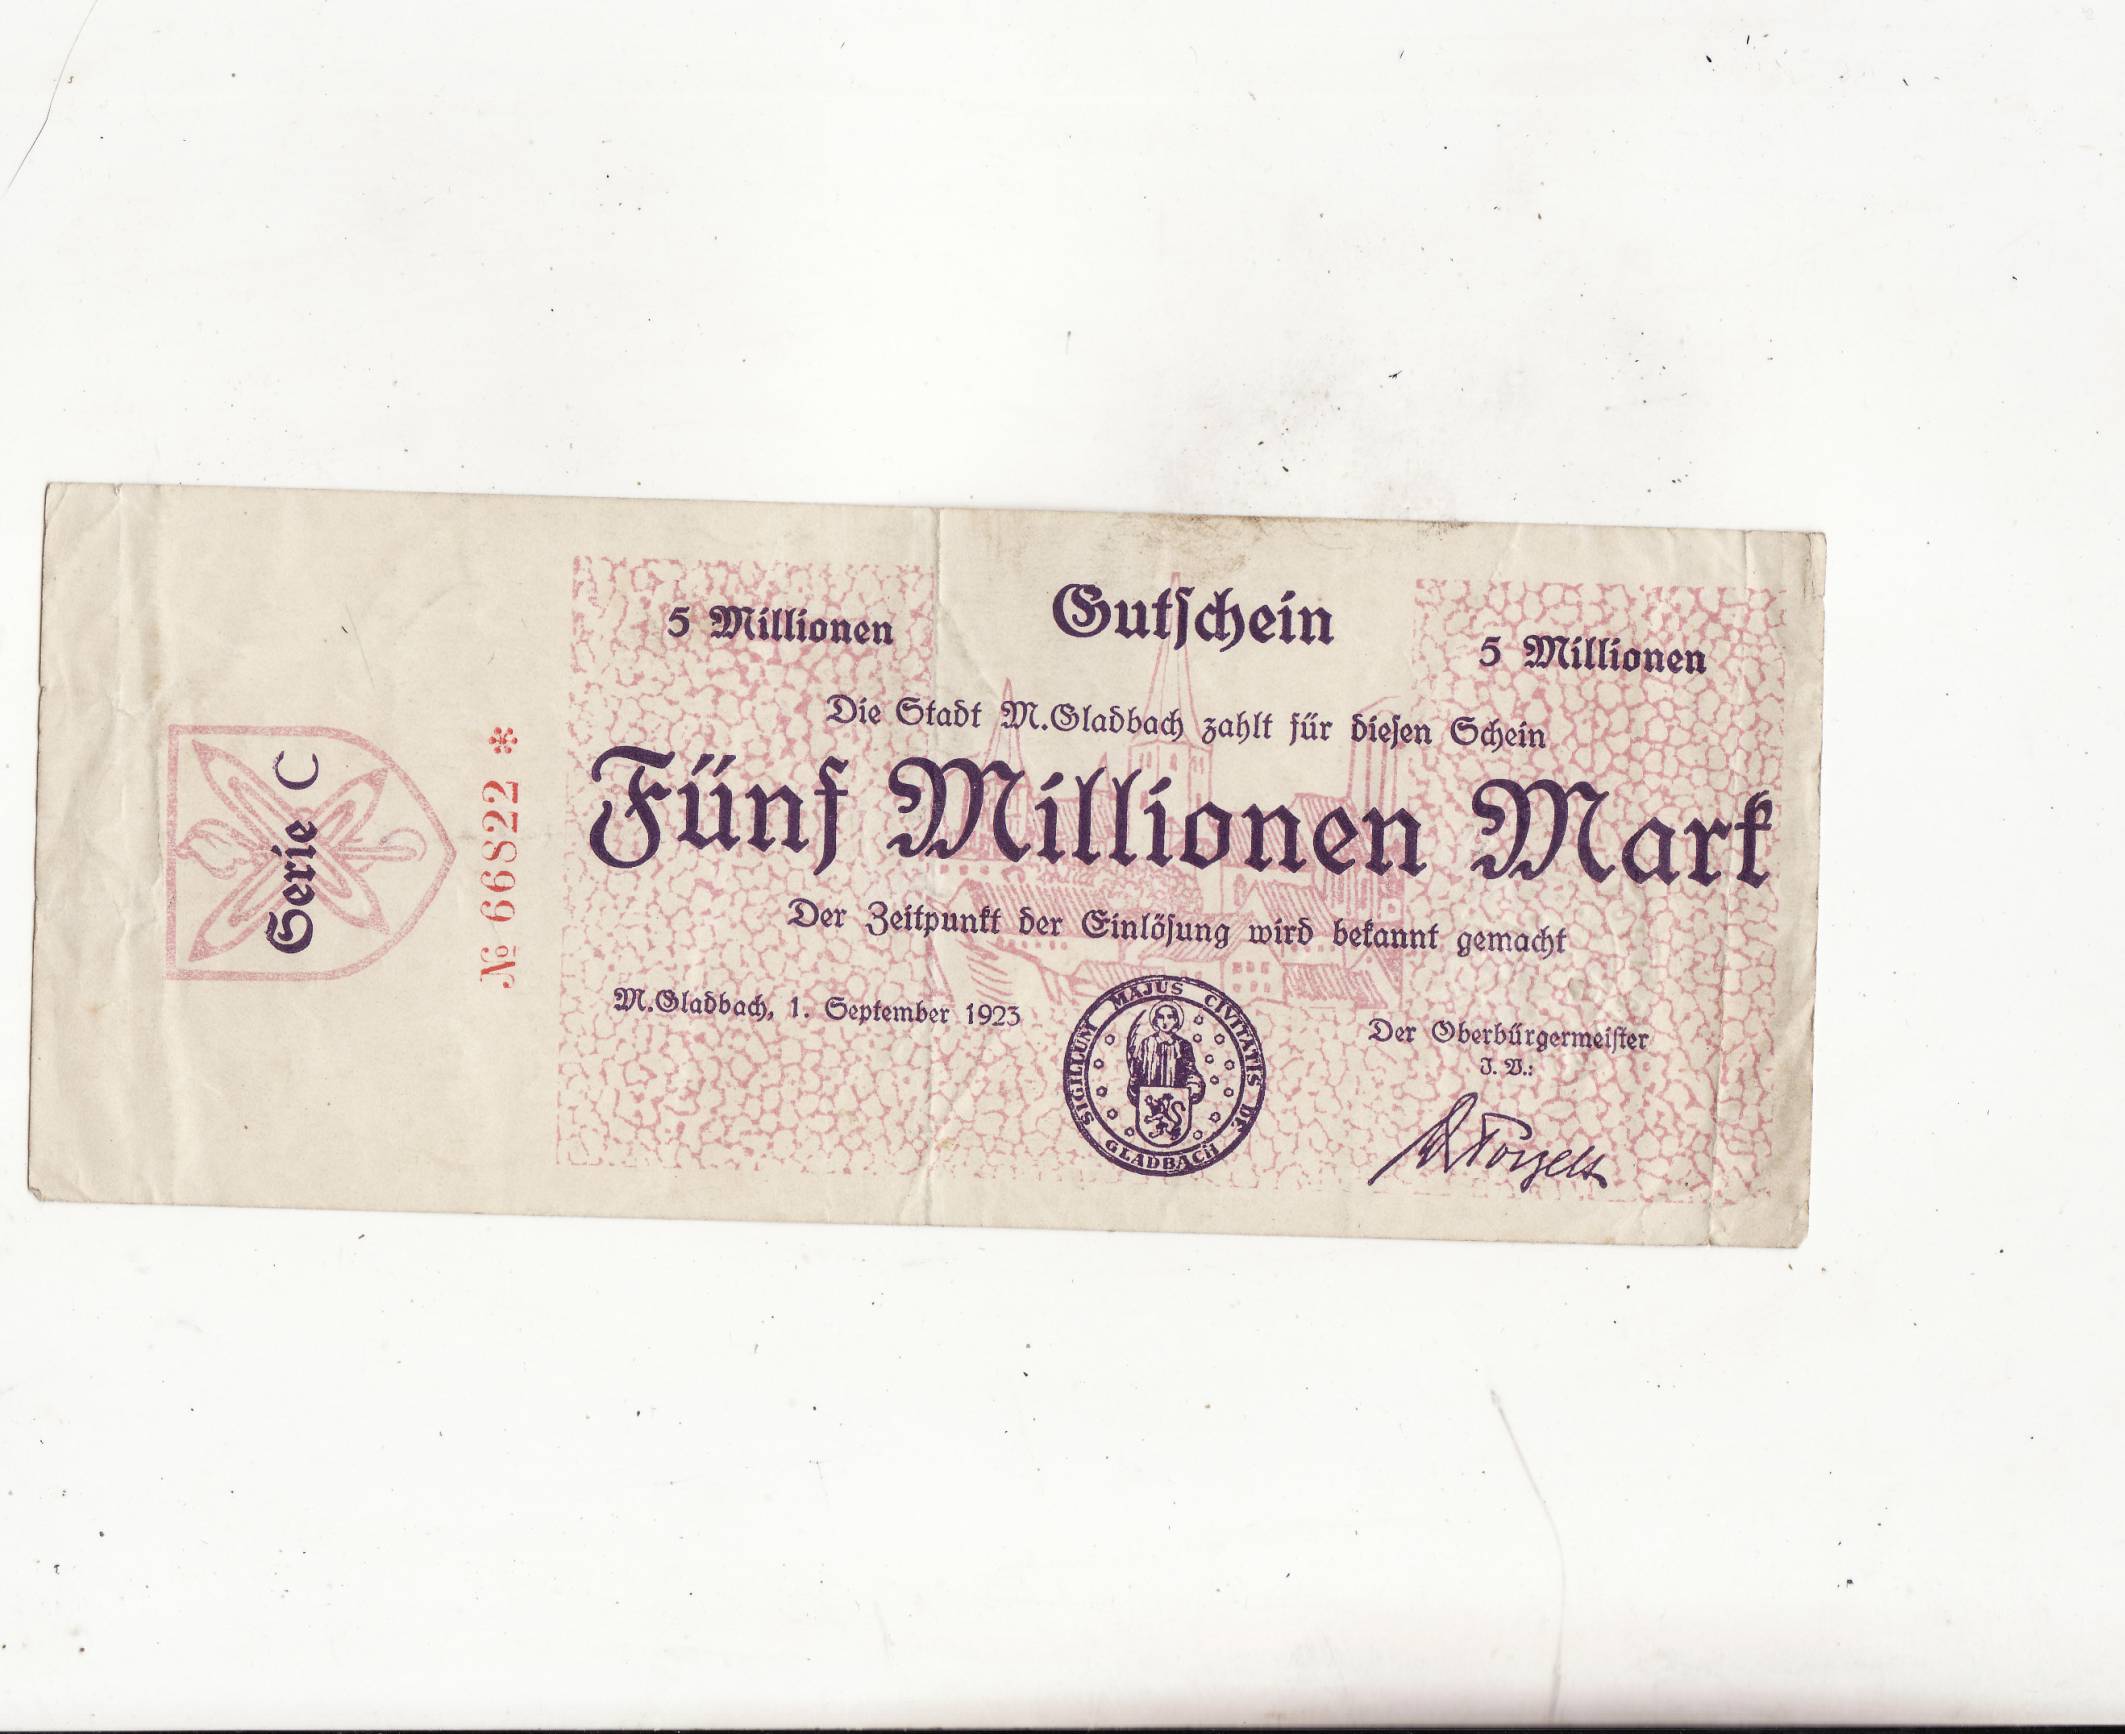 Serie C
№ 66822 *
5 Millionen
Gutschein
5 Millionen
Die Stadt M.Gladbach zahlt für diesen Schein
Fünf Millionen Mark
Der Zeitpunkt der Einlösung wird bekannt gemacht
M.Gladbach, 1. September 1923
SIGILLUM MAJUS CIVITATIS DE GLADBACH
Der Oberbürgermeister
J. V.: